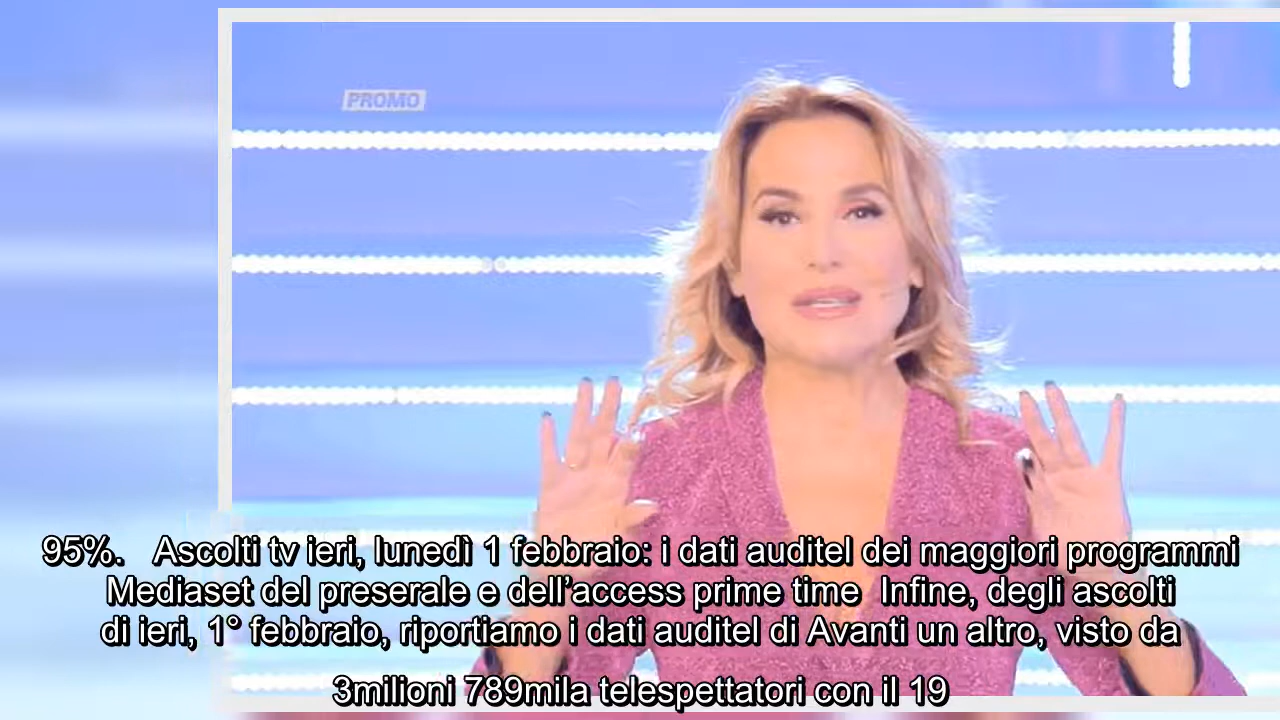 PROMO
95%. Ascolti tv ieri, lunedì 1 febbraio: i dati auditel dei maggiori programmi
Mediaset del preserale e dell’access prime time Infine, degli ascolti
di ieri, 1° febbraio, riportiamo i dati auditel di Avanti un altro, visto da
3milioni 789mila telespettatori con il 19